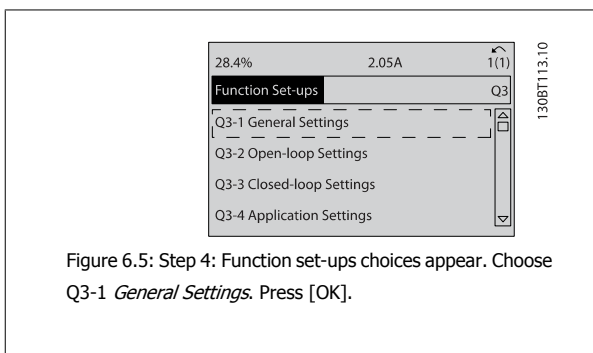 28.4% 2.05A 1(1)
Function Set-ups Q3
Q3-1 General Settings
Q3-2 Open-loop Settings
Q3-3 Closed-loop Settings
Q3-4 Application Settings
130BT113.10
Figure 6.5: Step 4: Function set-ups choices appear. Choose
Q3-1 General Settings. Press [OK].